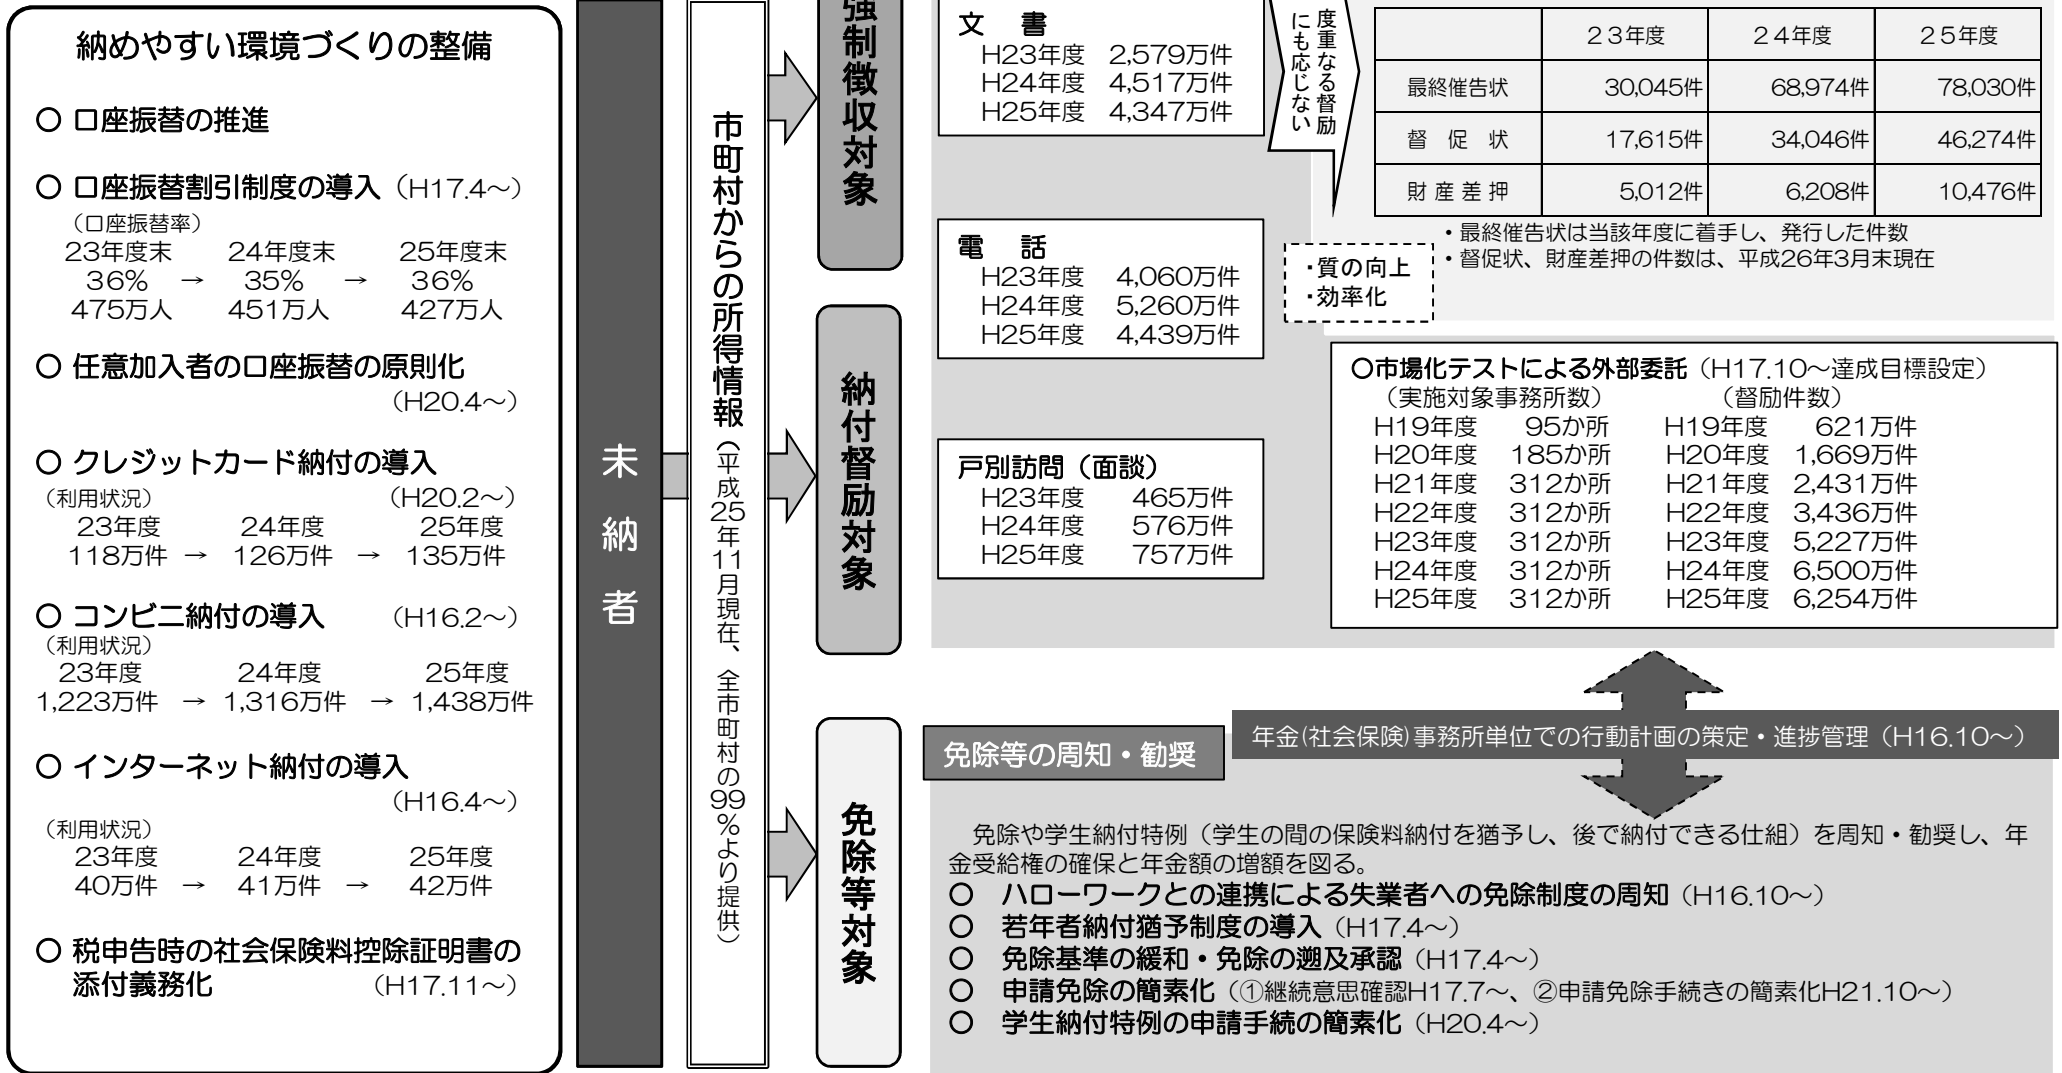 納めやすい環境づくりの整備
○ 口座振替の推進
○ 口座振替割引制度の導入（H17.4～）
（口座振替率）
23年度末 24年度末 25年度末
36% → 35% → 36%
475万人 451万人 427万人
○ 任意加入者の口座振替の原則化
（H20.4～）
○ クレジットカード納付の導入
（利用状況） （H20.2～）
23年度 24年度 25年度
118万件 → 126万件 → 135万件
○ コンビニ納付の導入 （H16.2～）
（利用状況）
23年度 24年度 25年度
1,223万件 → 1,316万件 → 1,438万件
○ インターネット納付の導入
（H16.4～）
（利用状況）
23年度 24年度 25年度
40万件 → 41万件 → 42万件
○ 税申告時の社会保険料控除証明書の
添付義務化 （H17.11～）
未納者
市町村からの所得情報（平成25年11月現在、全市町村の99%より提供）
強制徴収対象
納付督励対象
免除等対象
文 書
H23年度 2,579万件
H24年度 4,517万件
H25年度 4,347万件
電 話
H23年度 4,060万件
H24年度 5,260万件
H25年度 4,439万件
戸別訪問（面談）
H23年度 465万件
H24年度 576万件
H25年度 757万件
度重なる督励
にも応じない
23年度 24年度 25年度
最終催告状 30,045件 68,974件 78,030件
督 促 状 17,615件 34,046件 46,274件
財産差押 5,012件 6,208件 10,476件
・最終催告状は当該年度に着手し、発行した件数
・督促状、財産差押の件数は、平成26年3月末現在
・質の向上
・効率化
○市場化テストによる外部委託（H17.10～達成目標設定）
（実施対象事務所数） （督励件数）
H19年度 95か所 H19年度 621万件
H20年度 185か所 H20年度 1,669万件
H21年度 312か所 H21年度 2,431万件
H22年度 312か所 H22年度 3,436万件
H23年度 312か所 H23年度 5,227万件
H24年度 312か所 H24年度 6,500万件
H25年度 312か所 H25年度 6,254万件
年金(社会保険)事務所単位での行動計画の策定・進捗管理（H16.10～）
免除等の周知・勧奨
免除や学生納付特例（学生の間の保険料納付を猶予し、後で納付できる仕組）を周知・勧奨し、年
金受給権の確保と年金額の増額を図る。
○ ハローワークとの連携による失業者への免除制度の周知（H16.10～）
○ 若年者納付猶予制度の導入（H17.4～）
○ 免除基準の緩和・免除の遡及承認（H17.4～）
○ 申請免除の簡素化（①継続意思確認H17.7～、②申請免除手続きの簡素化H21.10～）
○ 学生納付特例の申請手続の簡素化（H20.4～）